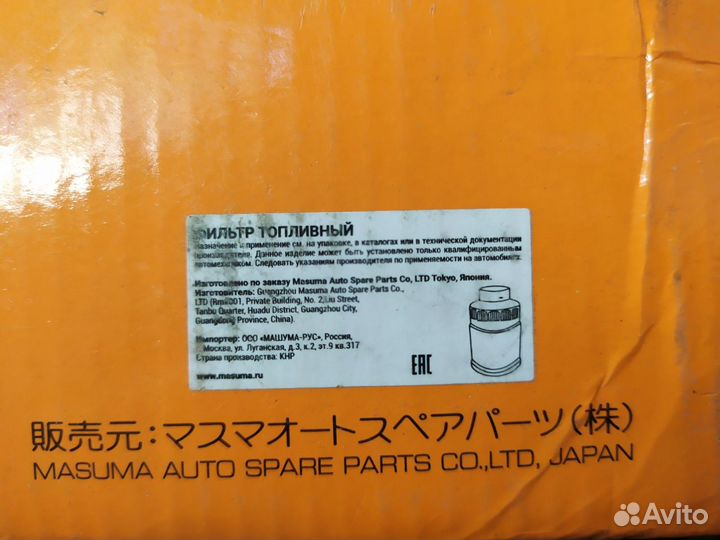 ФИЛЬТР ТОПЛИВНЫЙ
Назначение и применение см. на упаковке, в каталогах или в технической документации
производителя. Данное изделие может быть установлено только квалифицированным
автомехаником. Следовать указаниям производителя по применяемости на автомобилях.
Изготовлено по заказу Masuma Auto Spare Parts Co, LTD Tokyo, Япония.
Изготовитель: Guangzhou Masuma Auto Spare Parts Co.,
LTD (Rm#001, Private Building, No. 2,Liu Street,
Tanbu Quarter, Huadu District, Guangzhou City,
Guangdong Province, China).
Импортер: ООО «МАШУМА-РУС», Россия,
г. Москва, ул. Луганская, д.3, к.2, эт.9 кв.317
Страна производства: КНР
www.masuma.ru
EAC
販売元:マスマオートスペアパーツ(株)
MASUMA AUTO SPARE PARTS CO.,LTD, JAPAN
Avito